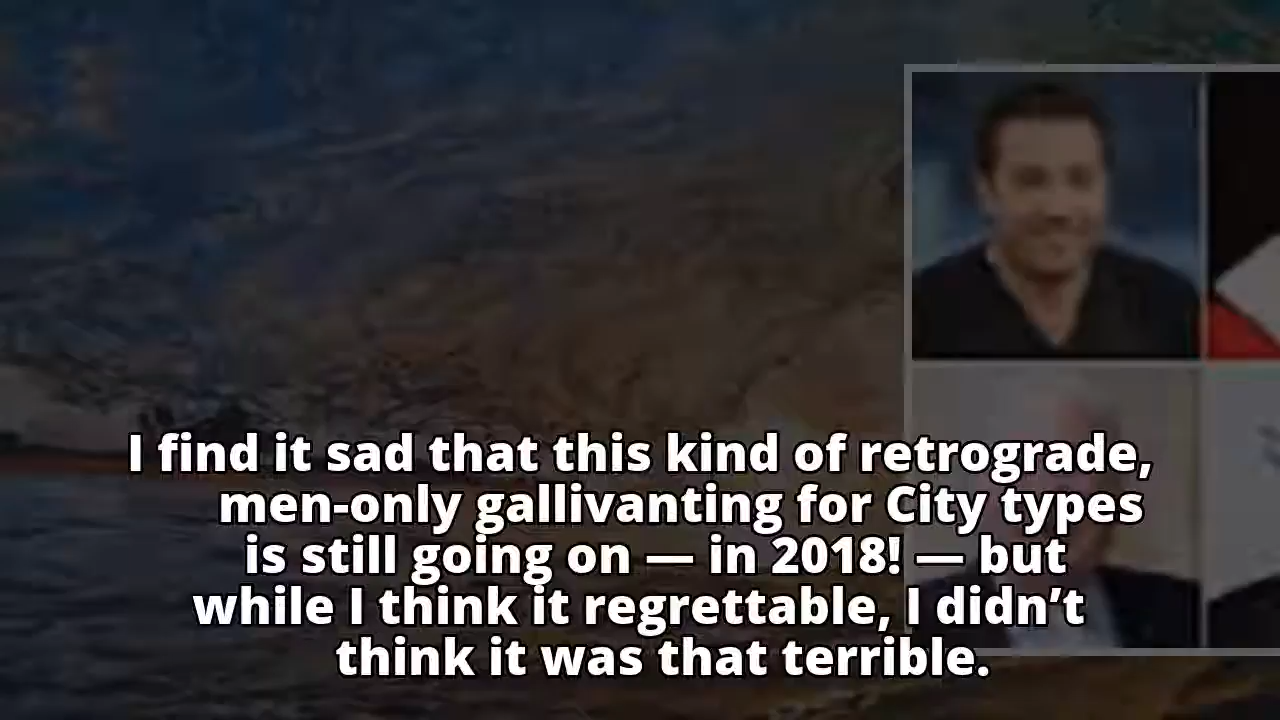 I find it sad that this kind of retrograde,
men-only gallivanting for City types
is still going on — in 2018! — but
while I think it regrettable, I didn’t
think it was that terrible.